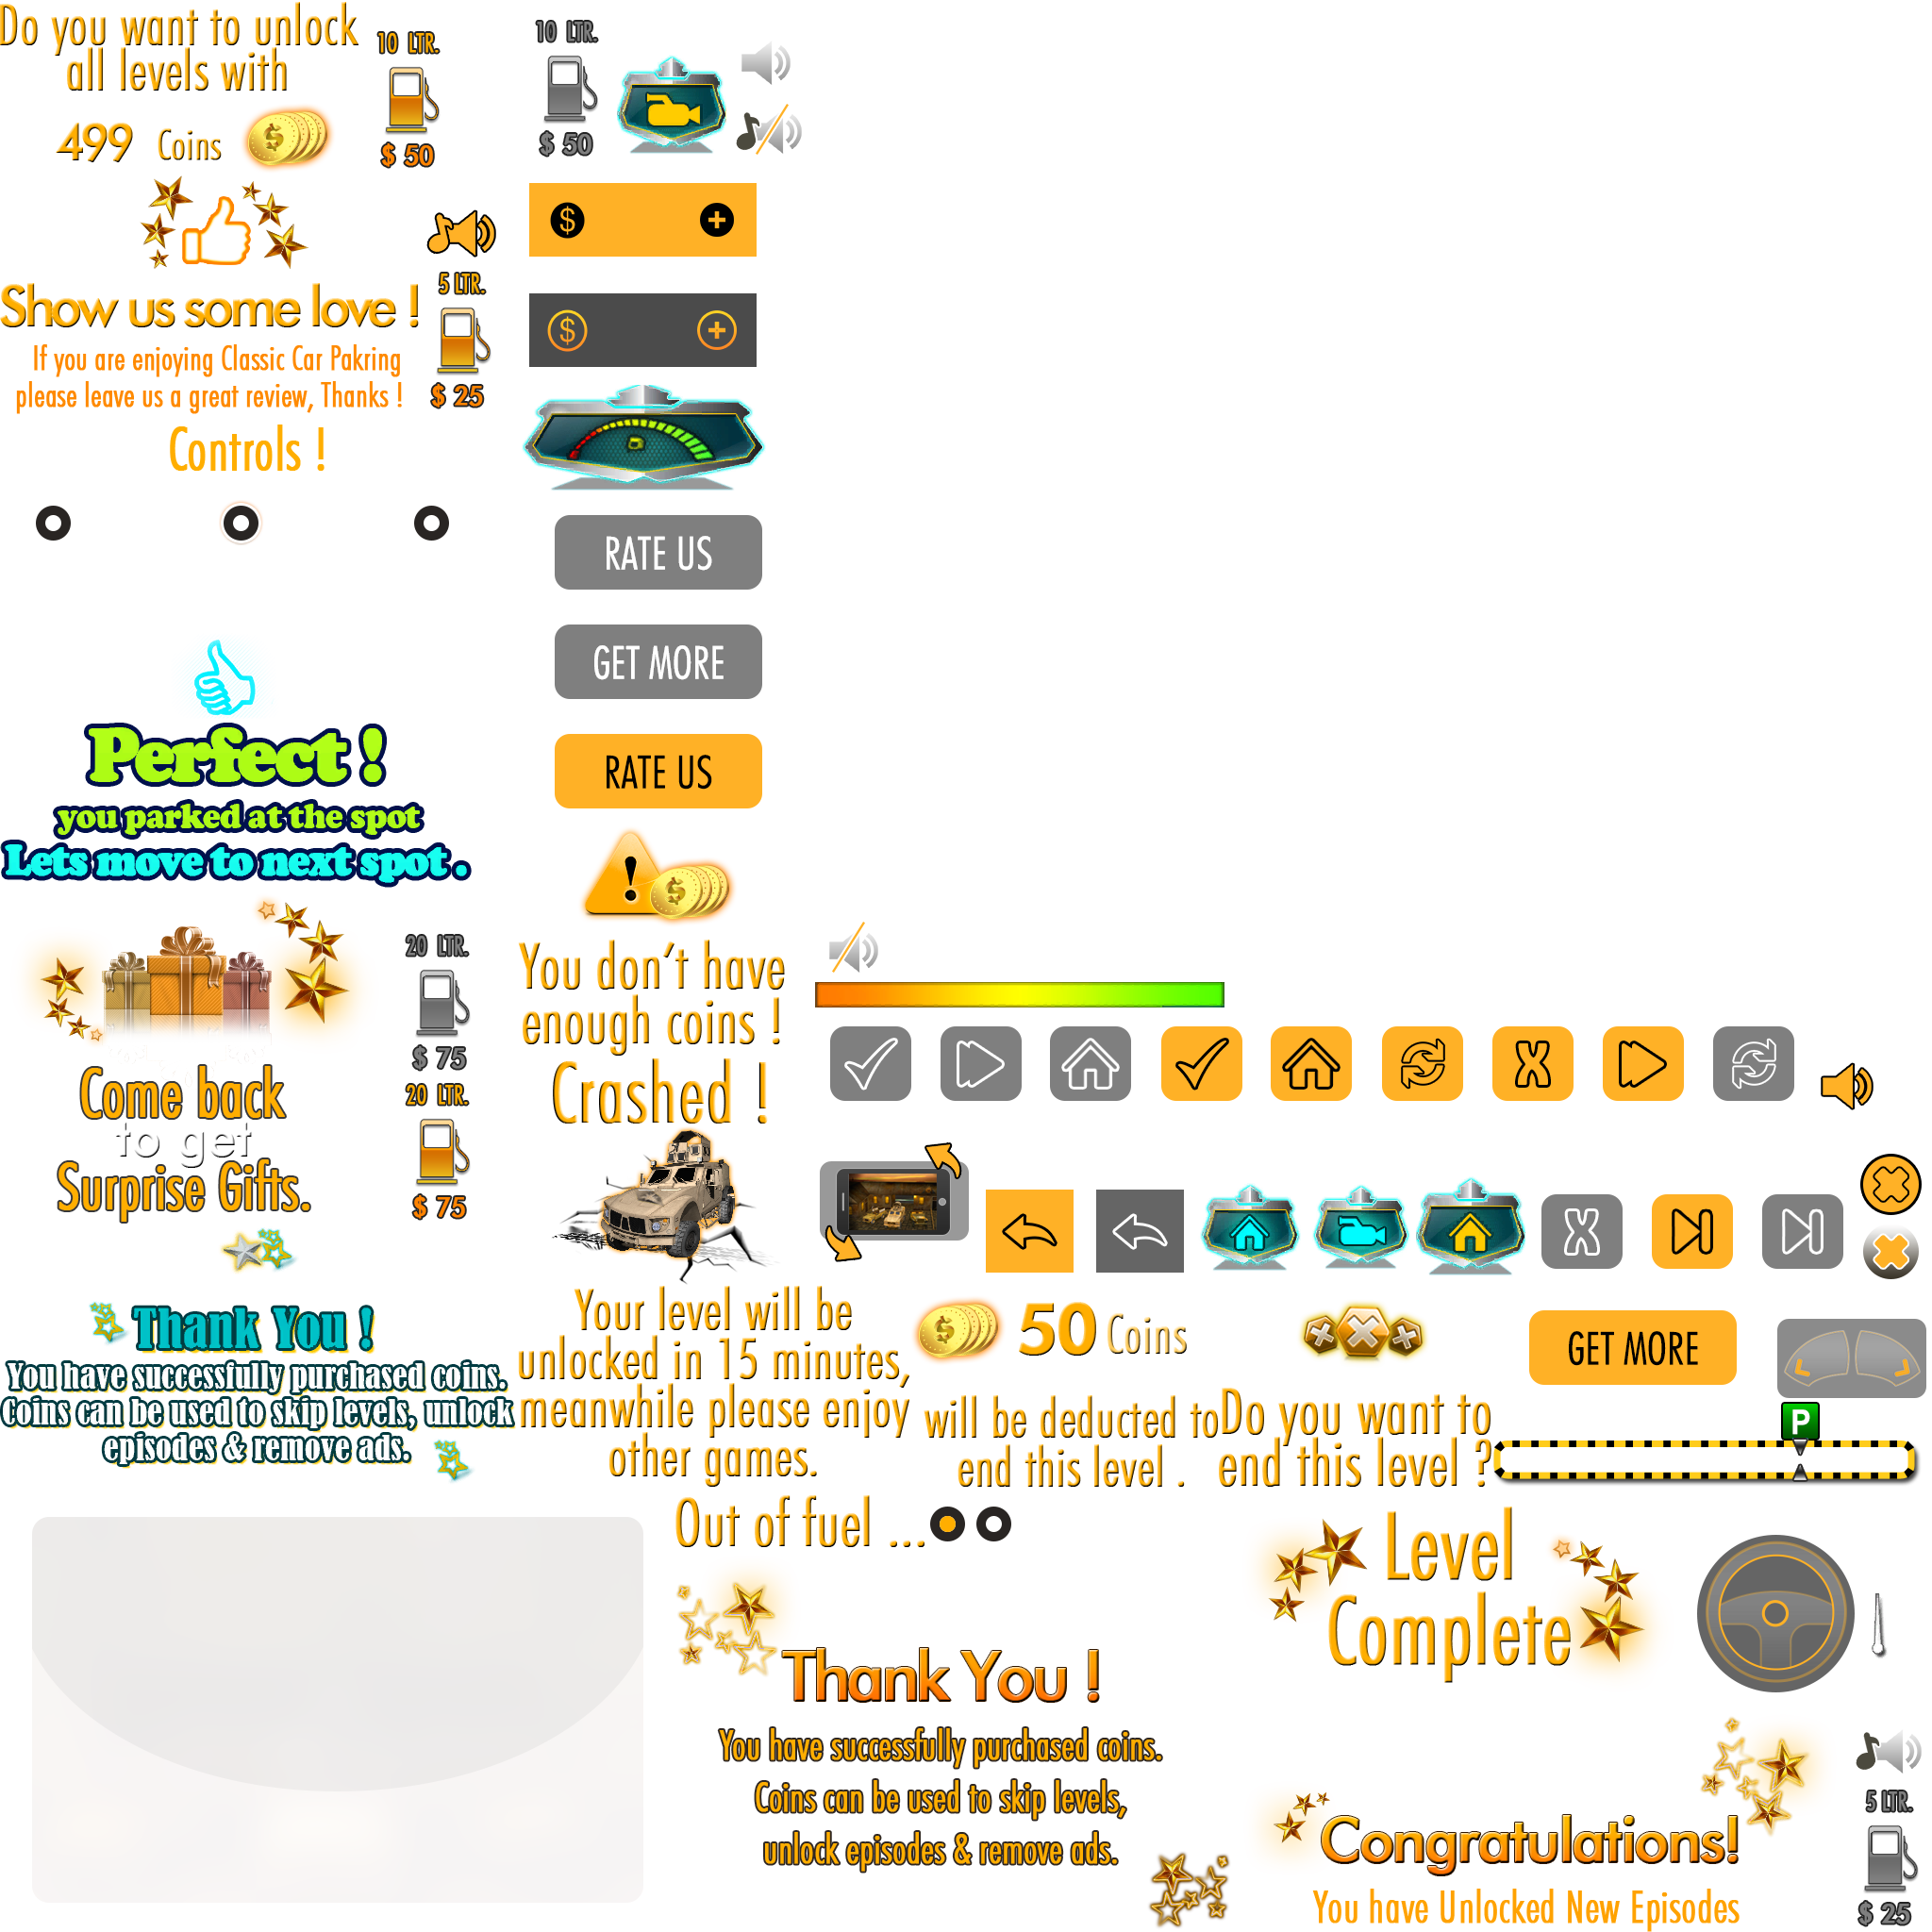 Do you want to unlock
all levels with
499 Coins
10 LTR.
$ 50
10 LTR.
$ 50
Show us some love !
If you are enjoying Classic Car Pakring
please leave us a great review, Thanks !
5 LTR.
$ 25
Controls !
RATE US
GET MORE
RATE US
Perfect !
you parked at the spot
Lets move to next spot .
20 LTR.
$ 75
20 LTR.
$ 75
Come back
to get
Surprise Gifts.
You don't have
enough coins !
Crashed !
Thank You !
You have successfully purchased coins.
Coins can be used to skip levels, unlock
episodes & remove ads.
Your level will be
unlocked in 15 minutes,
meanwhile please enjoy
other games.
50 Coins
will be deducted to
end this level .
Do you want to
end this level ?
GET MORE
P
Out of fuel ...
Level
Complete
Thank You !
You have successfully purchased coins.
Coins can be used to skip levels,
unlock episodes & remove ads.
Congratulations!
You have Unlocked New Episodes
5 LTR.
$ 25